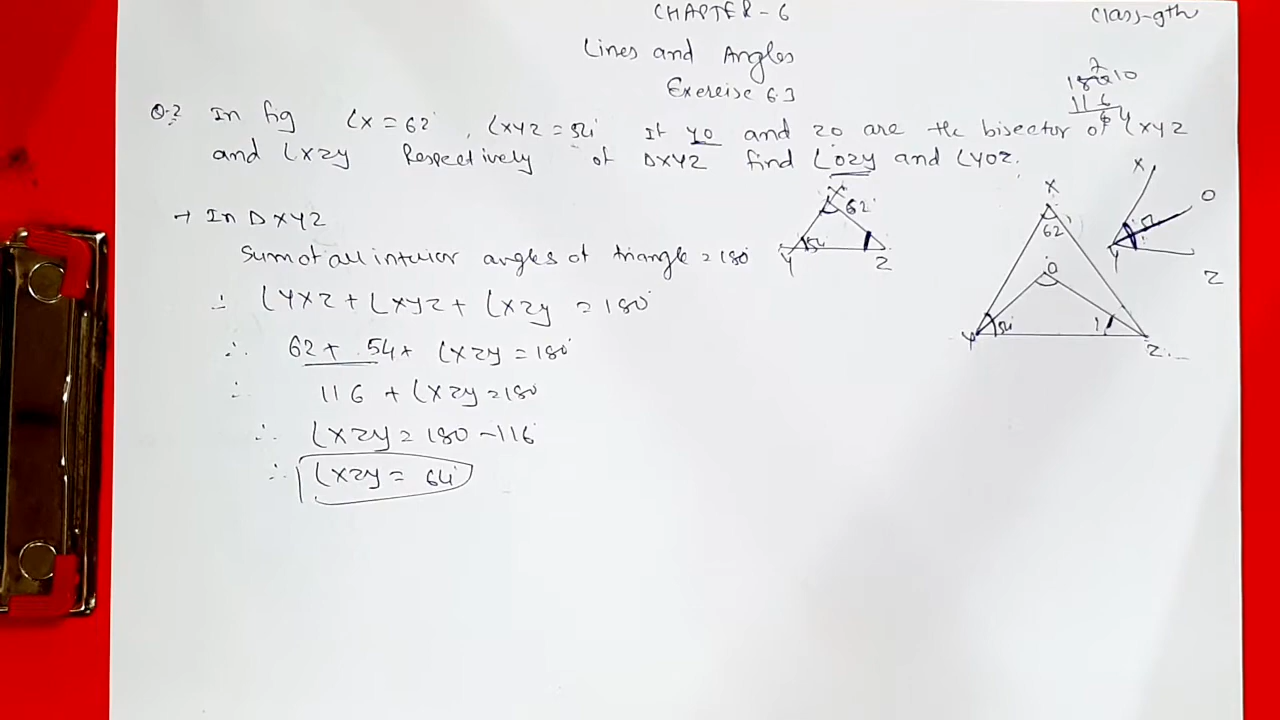 CHAPTER - 6
Class-9th
Lines and Angles
Exercise 6.3
Q.2 In fig ∠X = 62° , ∠XYZ = 54° If YO and ZO are the bisector of ∠XYZ
and ∠XZY Respectively of ΔXYZ find ∠OZY and ∠YOZ.
→ In ΔXYZ
Sum of all interior angles of triangle = 180°
∴ ∠YXZ + ∠XYZ + ∠XZY = 180°
∴ 62 + 54 + ∠XZY = 180°
∴ 116 + ∠XZY = 180
∴ ∠XZY = 180 - 116
∴ ∠XZY = 64°
X
62°
54°
Y
Z
X
62°
O
54°
Y
Z
X
O
Y
Z
116